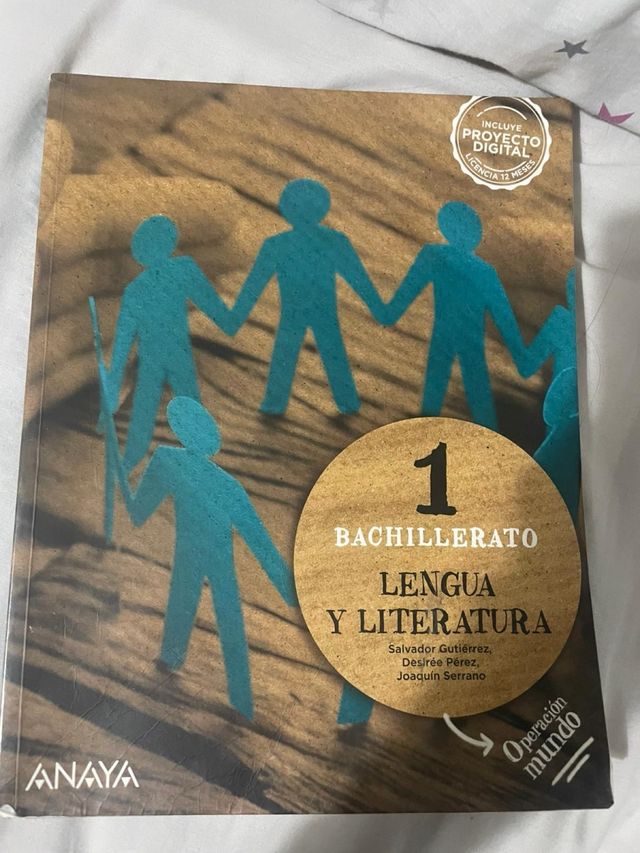 INCLUYE
PROYECTO
DIGITAL
LICENCIA 12 MESES
1
BACHILLERATO
LENGUA
Y LITERATURA
Salvador Gutiérrez,
Desirée Pérez,
Joaquín Serrano
Operación
mundo
ANAYA